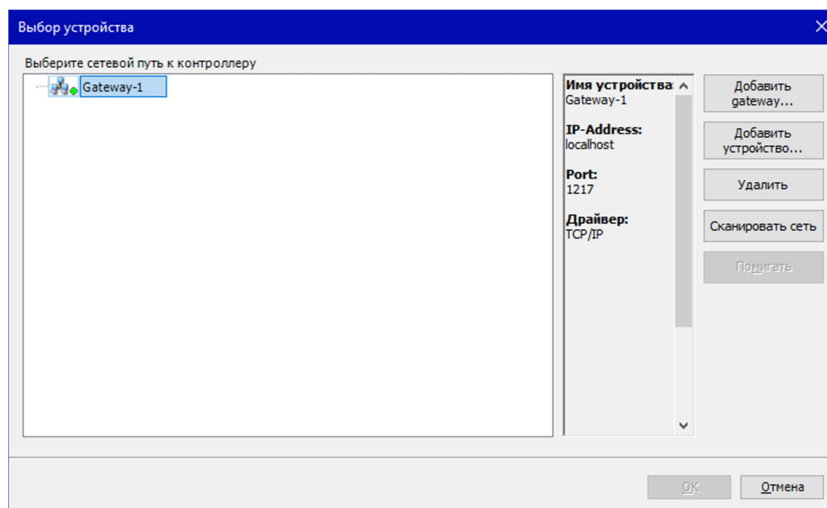 Выбор устройства
Выберите сетевой путь к контроллеру
Gateway-1
Имя устройства:
Gateway-1
IP-Address:
localhost
Port:
1217
Драйвер:
TCP/IP
Добавить
gateway...
Добавить
устройство...
Удалить
Сканировать сеть
Помигать
OK
Отмена